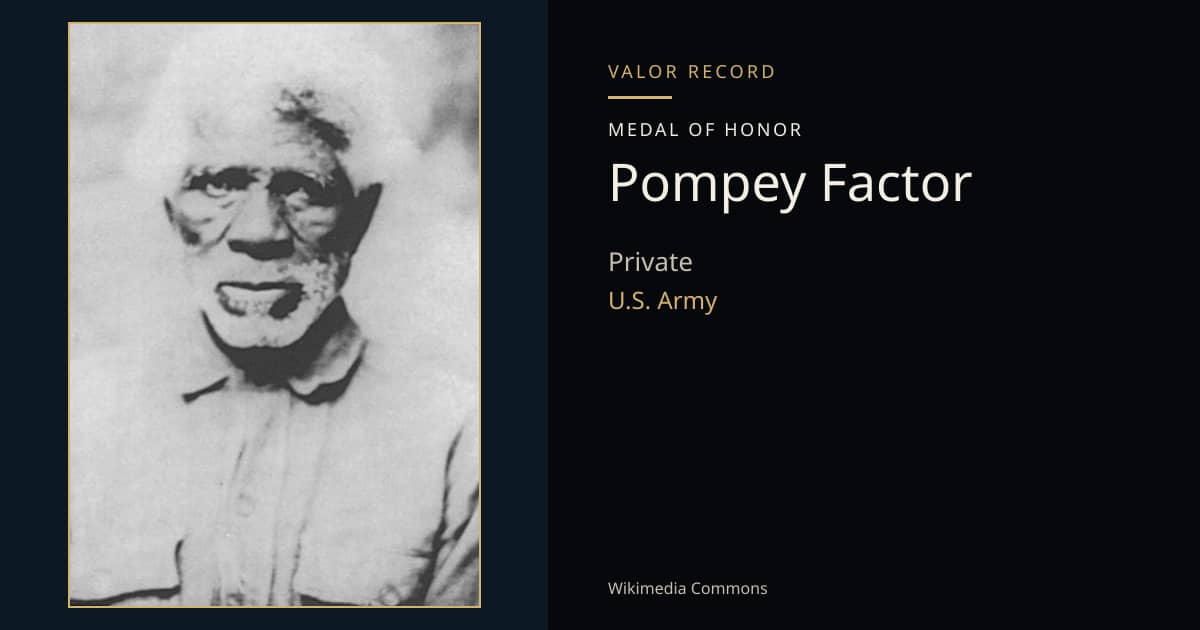 VALOR RECORD
MEDAL OF HONOR
Pompey Factor
Private
U.S. Army
Wikimedia Commons